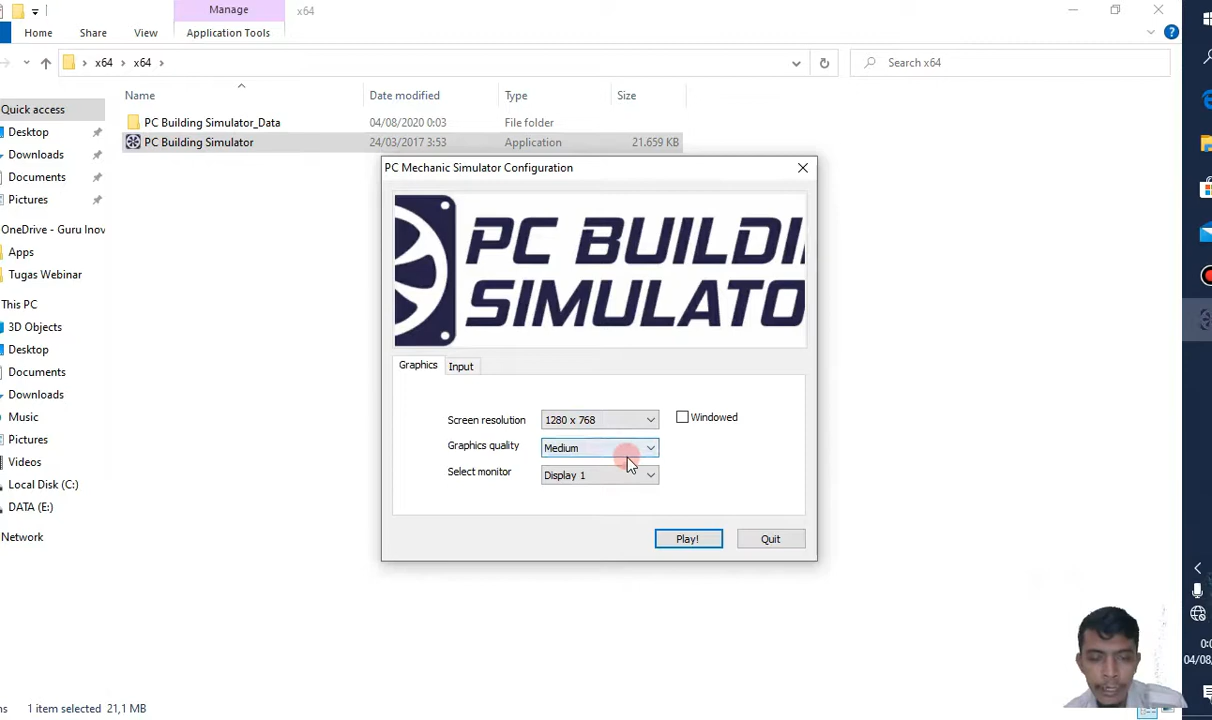 Manage
x64
Home
Share
View
Application Tools
x64
x64
Search x64
Name
Date modified
Type
Size
Quick access
Desktop
Downloads
Documents
Pictures
OneDrive - Guru Inov
Apps
Tugas Webinar
This PC
3D Objects
Desktop
Documents
Downloads
Music
Pictures
Videos
Local Disk (C:)
DATA (E:)
Network
PC Building Simulator_Data
04/08/2020 0:03
File folder
PC Building Simulator
24/03/2017 3:53
Application
21.659 KB
PC Mechanic Simulator Configuration
PC BUILDI
SIMULATO
Graphics
Input
Screen resolution
1280 x 768
Windowed
Graphics quality
Medium
Select monitor
Display 1
Play!
Quit
1 item selected 21,1 MB
04/08,